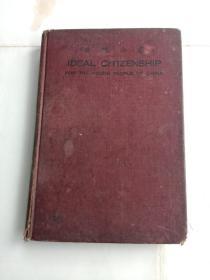 IDEAL CITIZENSHIP
FOR THE YOUNG PEOPLE OF CHINA